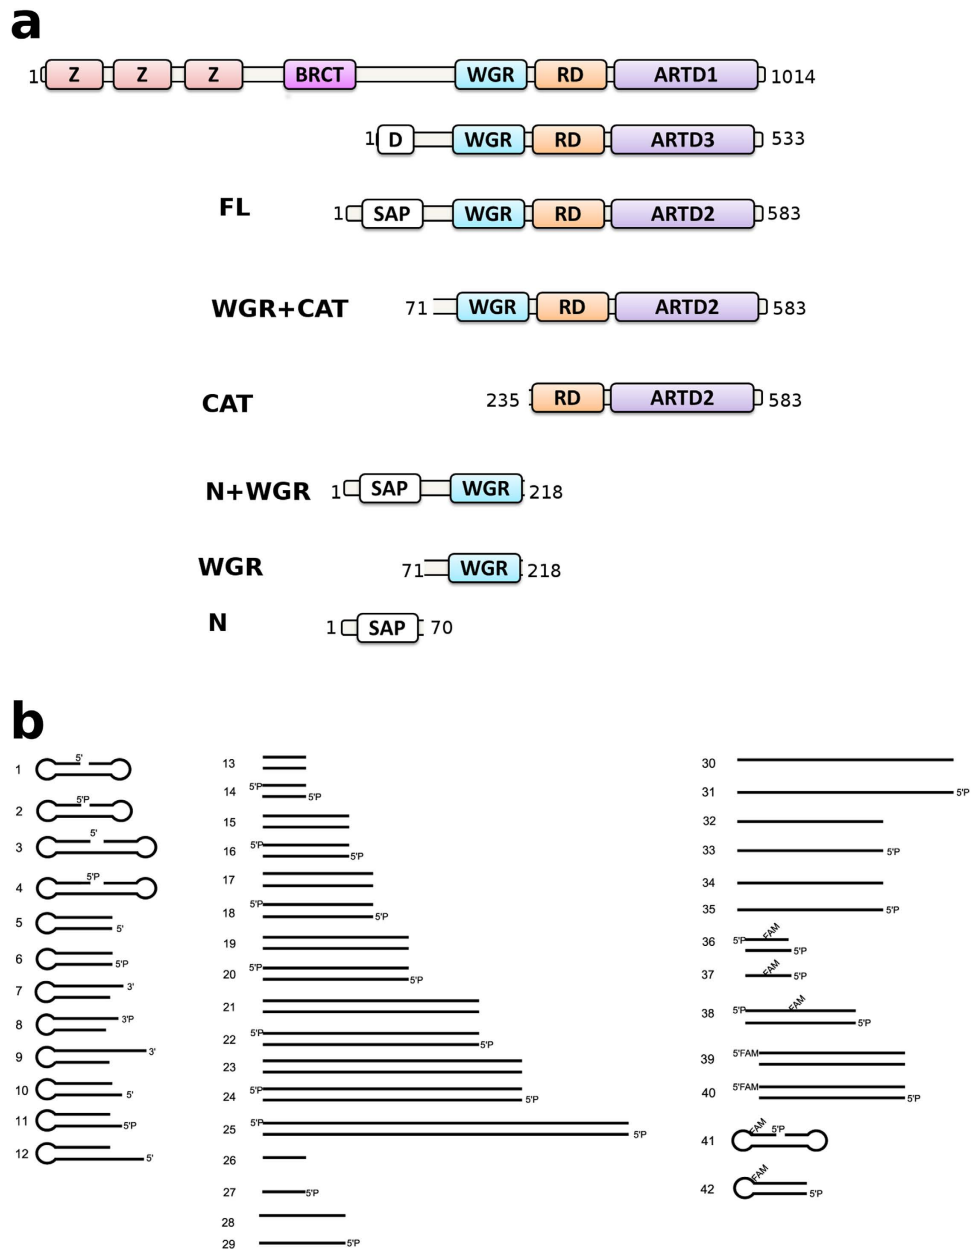 a
1 Z Z Z BRCT WGR RD ARTD1 1014
1 D WGR RD ARTD3 533
FL 1 SAP WGR RD ARTD2 583
WGR+CAT 71 WGR RD ARTD2 583
CAT 235 RD ARTD2 583
N+WGR 1 SAP WGR 218
WGR 71 WGR 218
N 1 SAP 70
b
1 5'
2 5'P
3 5'
4 5'P
5 5'
6 5'P
7 3'
8 3'P
9 3'
10 5'
11 5'P
12 5'
13
14 5'P 5'P
15
16 5'P 5'P
17
18 5'P 5'P
19
20 5'P 5'P
21
22 5'P 5'P
23
24 5'P 5'P
25 5'P 5'P
26
27 5'P
28
29 5'P
30
31 5'P
32
33 5'P
34
35 5'P
36 5'P FAM 5'P
37 FAM 5'P
38 5'P FAM 5'P
39 5'FAM
40 5'FAM 5'P
41 FAM 5'P
42 FAM 5'P